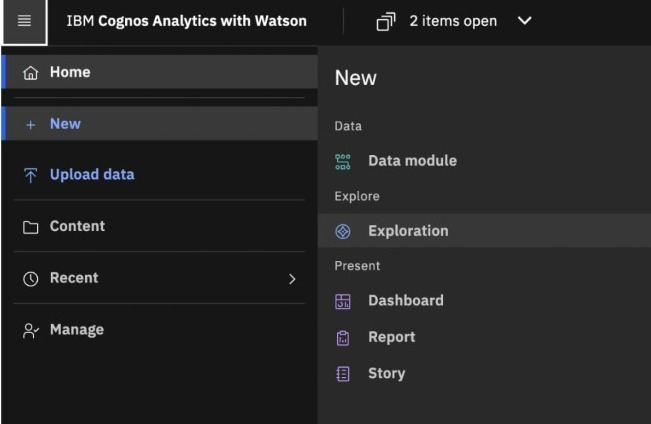 IBM Cognos Analytics with Watson
2 items open
Home
New
Upload data
Content
Recent
Manage
New
Data
Data module
Explore
Exploration
Present
Dashboard
Report
Story